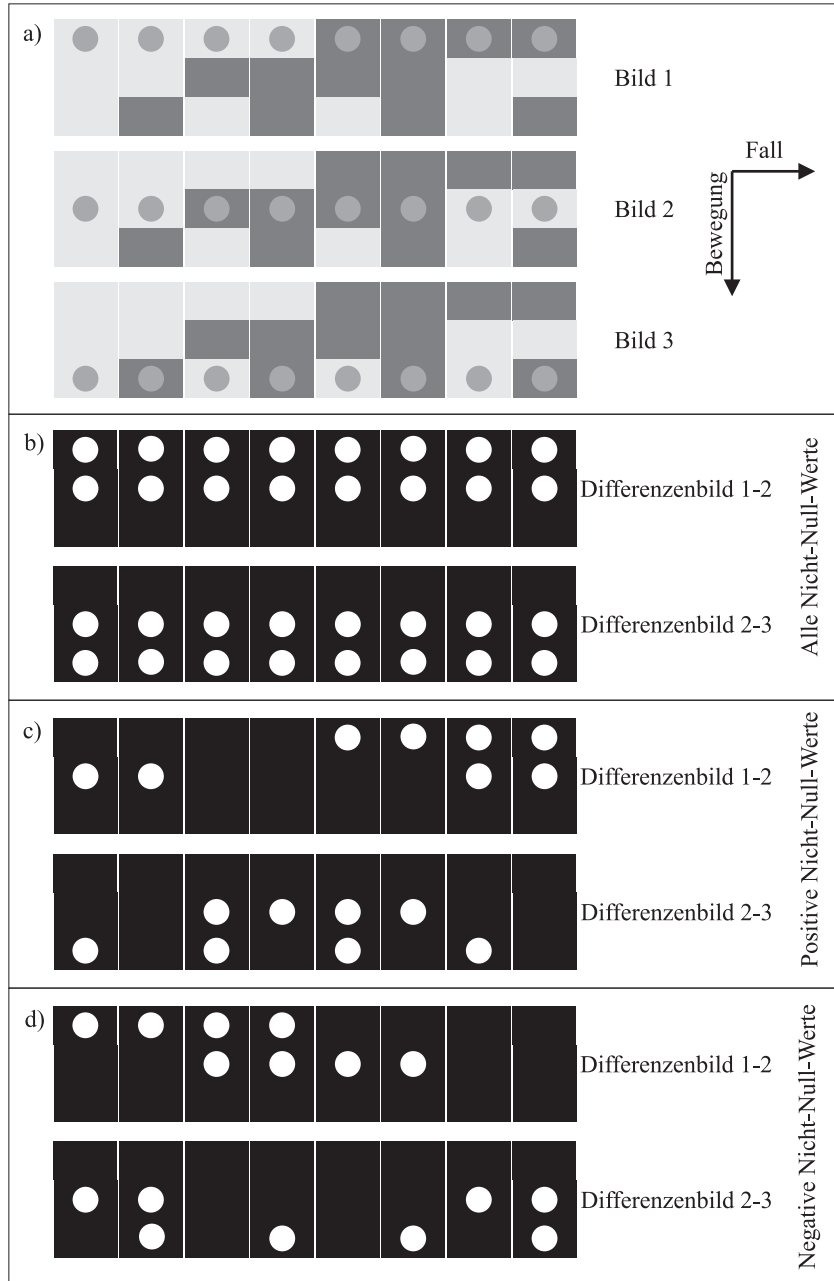 a)
Bild 1
Fall
Bewegung
Bild 2
Bild 3
b)
Differenzenbild 1-2
Differenzenbild 2-3
Alle Nicht-Null-Werte
c)
Differenzenbild 1-2
Differenzenbild 2-3
Positive Nicht-Null-Werte
d)
Differenzenbild 1-2
Differenzenbild 2-3
Negative Nicht-Null-Werte